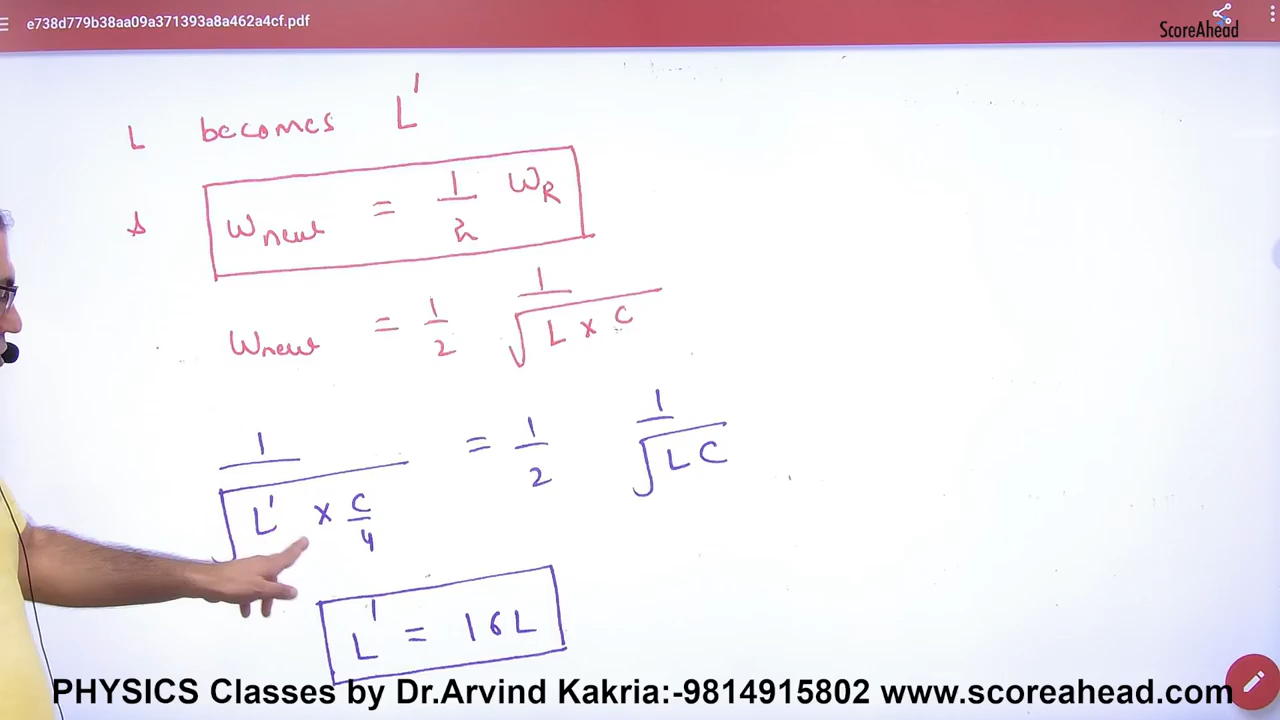 e738d779b38aa09a371393a8a462a4cf.pdf
ScoreAhead
L becomes L'
ω_new = 1/2 ω_R
ω_new = 1/2 1/√(L × C)
1/√(L' × C/4) = 1/2 1/√(LC)
L' = 16L
PHYSICS Classes by Dr.Arvind Kakria:-9814915802 www.scoreahead.com